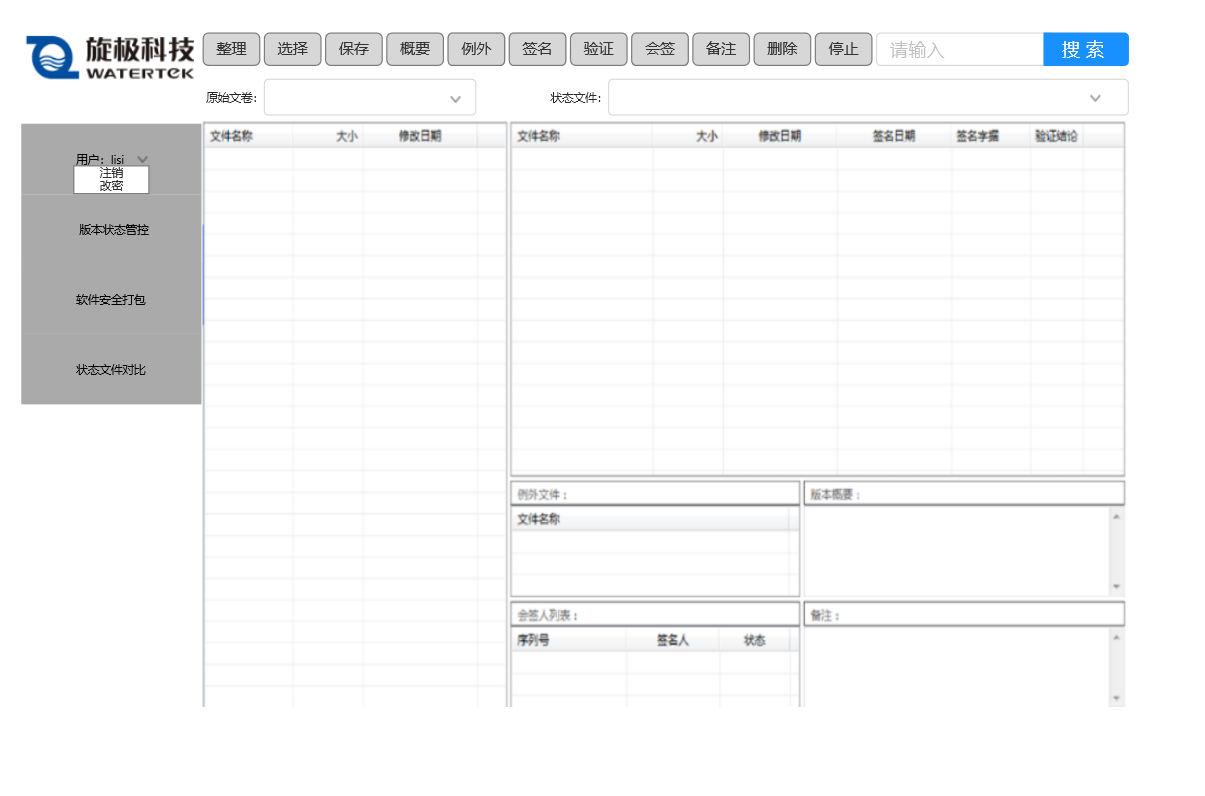 旋极科技
WATERTEK
整理 选择 保存 概要 例外 签名 验证 会签 备注 删除 停止 请输入 搜索
原始文卷: 状态文件:
用户: lisi
注销
改密
版本状态管控
软件安全打包
状态文件对比
文件名称 大小 修改日期
文件名称 大小 修改日期 签名日期 签名字据 验证结论
例外文件:
文件名称
版本概要:
会签人列表:
序列号 签名人 状态
备注: